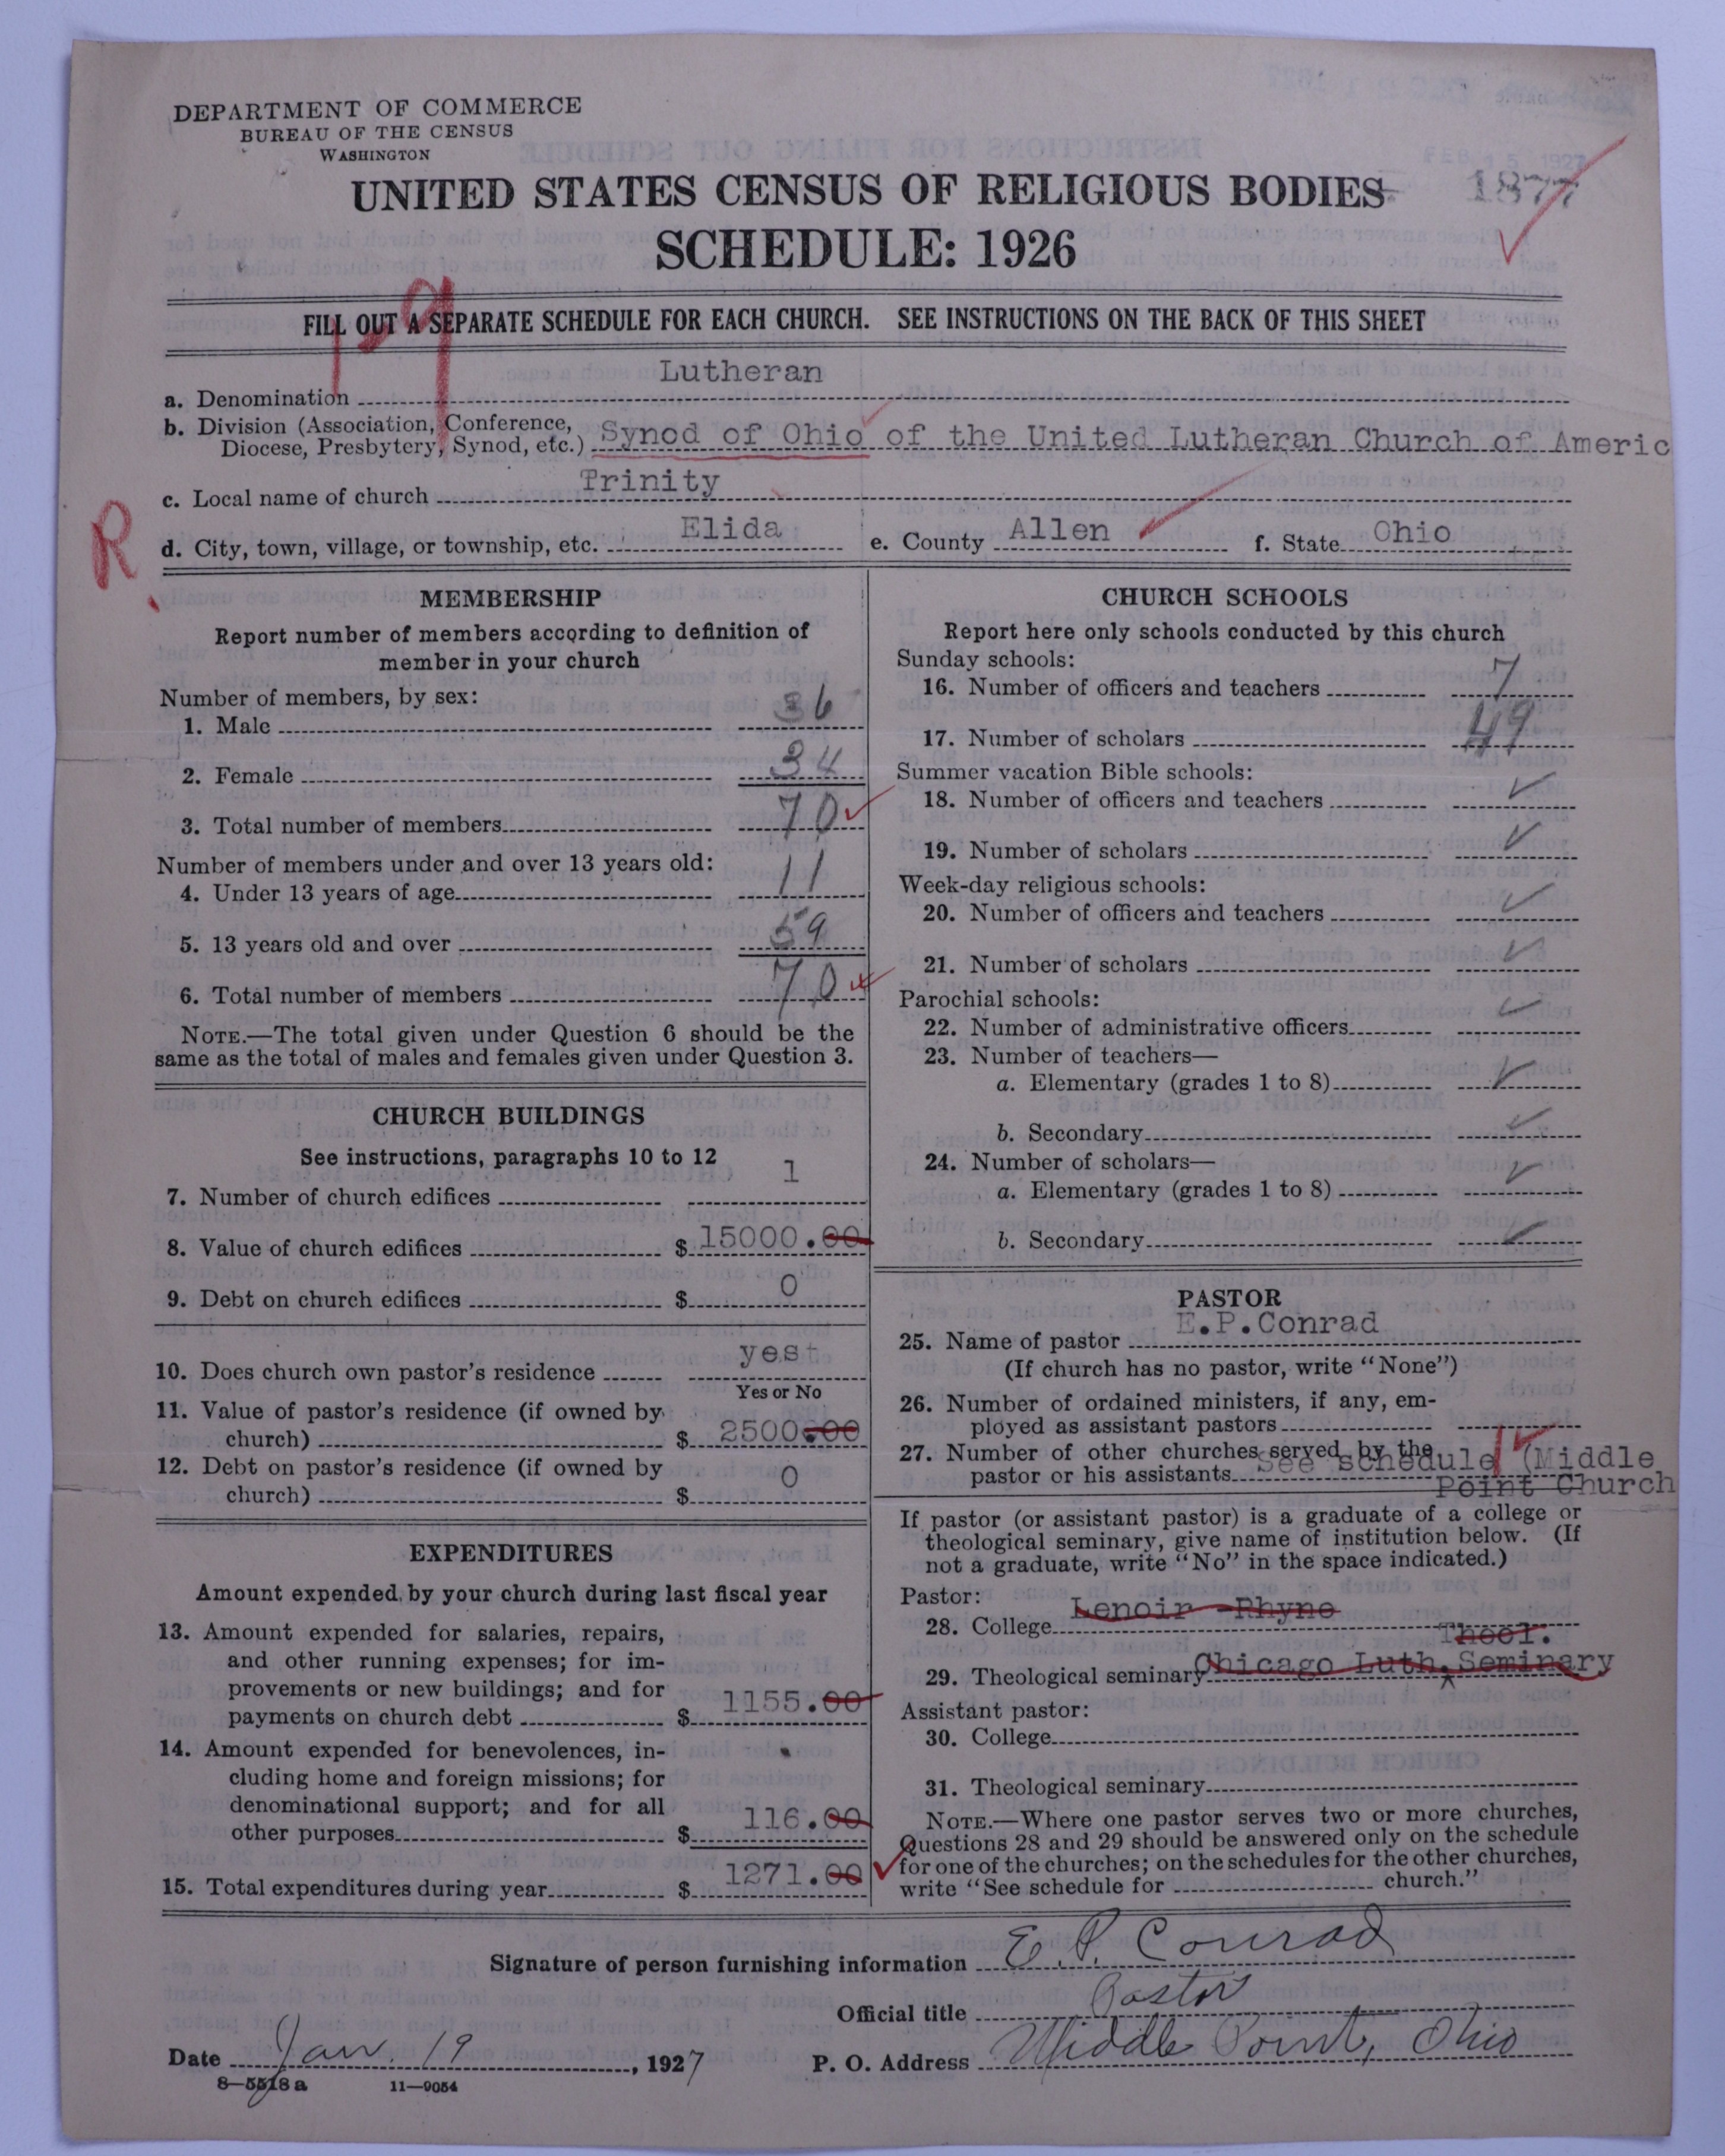 DEPARTMENT OF COMMERCE
BUREAU OF THE CENSUS
WASHINGTON
FEB 15 1927
1877
UNITED STATES CENSUS OF RELIGIOUS BODIES
SCHEDULE: 1926
1-9
FILL OUT A SEPARATE SCHEDULE FOR EACH CHURCH. SEE INSTRUCTIONS ON THE BACK OF THIS SHEET
a. Denomination Lutheran
b. Division (Association, Conference,
Diocese, Presbytery, Synod, etc.) Synod of Ohio of the United Lutheran Church of Americ
c. Local name of church Trinity
R
d. City, town, village, or township, etc. Elida e. County Allen f. State Ohio
MEMBERSHIP
Report number of members according to definition of
member in your church
Number of members, by sex:
1. Male 36
2. Female 34
3. Total number of members 70
Number of members under and over 13 years old:
4. Under 13 years of age 11
5. 13 years old and over 59
6. Total number of members 70
NOTE.—The total given under Question 6 should be the
same as the total of males and females given under Question 3.
CHURCH BUILDINGS
See instructions, paragraphs 10 to 12
7. Number of church edifices 1
8. Value of church edifices $ 15000.00
9. Debt on church edifices $ 0
10. Does church own pastor's residence yes
Yes or No
11. Value of pastor's residence (if owned by
church) $ 2500.00
12. Debt on pastor's residence (if owned by
church) $ 0
EXPENDITURES
Amount expended by your church during last fiscal year
13. Amount expended for salaries, repairs,
and other running expenses; for im-
provements or new buildings; and for
payments on church debt $ 1155.00
14. Amount expended for benevolences, in-
cluding home and foreign missions; for
denominational support; and for all
other purposes $ 116.00
15. Total expenditures during year $ 1271.00
CHURCH SCHOOLS
Report here only schools conducted by this church
Sunday schools:
16. Number of officers and teachers 7
17. Number of scholars 49
Summer vacation Bible schools:
18. Number of officers and teachers
19. Number of scholars
Week-day religious schools:
20. Number of officers and teachers
21. Number of scholars
Parochial schools:
22. Number of administrative officers
23. Number of teachers—
a. Elementary (grades 1 to 8)
b. Secondary
24. Number of scholars—
a. Elementary (grades 1 to 8)
b. Secondary
PASTOR
25. Name of pastor E.P.Conrad
(If church has no pastor, write "None")
26. Number of ordained ministers, if any, em-
ployed as assistant pastors
27. Number of other churches served by the
pastor or his assistants See schedule (Middle
Point Church
1
If pastor (or assistant pastor) is a graduate of a college or
theological seminary, give name of institution below. (If
not a graduate, write "No" in the space indicated.)
Pastor:
28. College Lenoir -Rhyne
Theol.
29. Theological seminary Chicago Luth. Seminary
Assistant pastor:
30. College
31. Theological seminary
NOTE.—Where one pastor serves two or more churches,
Questions 28 and 29 should be answered only on the schedule
for one of the churches; on the schedules for the other churches,
write "See schedule for church."
Signature of person furnishing information E. P. Conrad
Official title Pastor
Date Jan. 19, 1927 P. O. Address Middle Point, Ohio
8—5518 a 11—9054